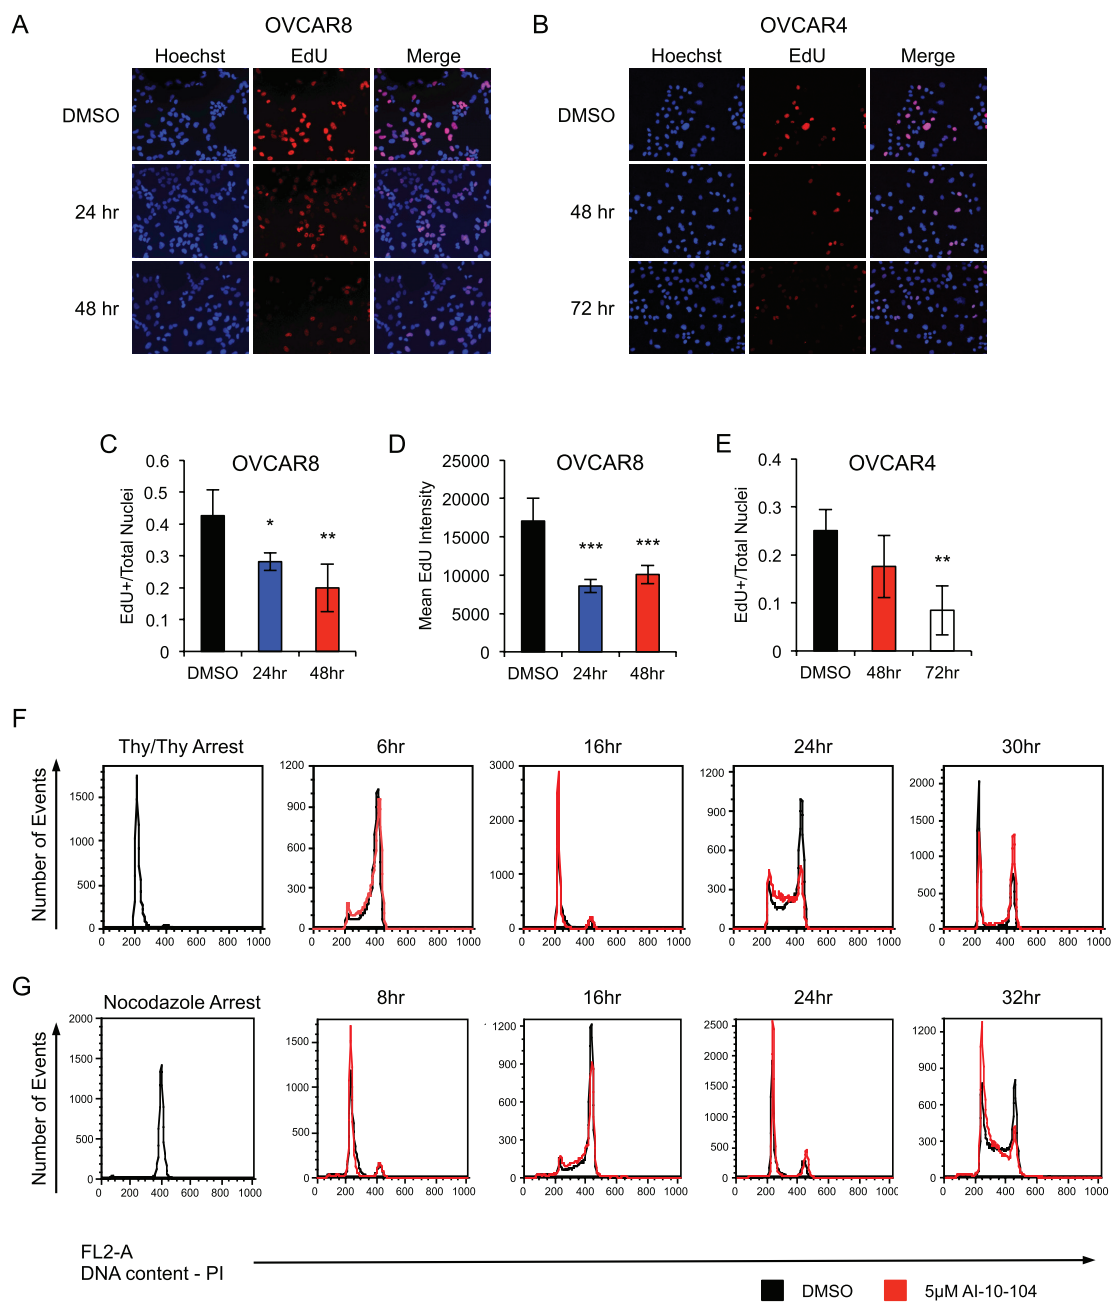 A
OVCAR8
Hoechst EdU Merge
DMSO
24 hr
48 hr
B
OVCAR4
Hoechst EdU Merge
DMSO
48 hr
72 hr
C
OVCAR8
EdU+/Total Nuclei
0.6
0.5
0.4
0.3
0.2
0.1
0
*
**
DMSO 24hr 48hr
D
OVCAR8
Mean EdU Intensity
25000
20000
15000
10000
5000
0
***
***
DMSO 24hr 48hr
E
OVCAR4
EdU+/Total Nuclei
0.4
0.3
0.2
0.1
0
**
DMSO 48hr 72hr
F
Number of Events
Thy/Thy Arrest
1500
1000
500
0
0 200 400 600 800 1000
6hr
1200
900
600
300
0
0 200 400 600 800 1000
16hr
3000
2000
1000
0
0 200 400 600 800 1000
24hr
1200
900
600
300
0
0 200 400 600 800 1000
30hr
2000
1500
1000
500
0
0 200 400 600 800 1000
G
Number of Events
Nocodazole Arrest
2000
1500
1000
500
0
0 200 400 600 800 1000
8hr
1500
1000
500
0
0 200 400 600 800 1000
16hr
1200
900
600
300
0
0 200 400 600 800 1000
24hr
2500
2000
1500
1000
500
0
0 200 400 600 800
32hr
1200
900
600
300
0
0 200 400 600 800 1000
FL2-A
DNA content - PI
DMSO
5µM AI-10-104